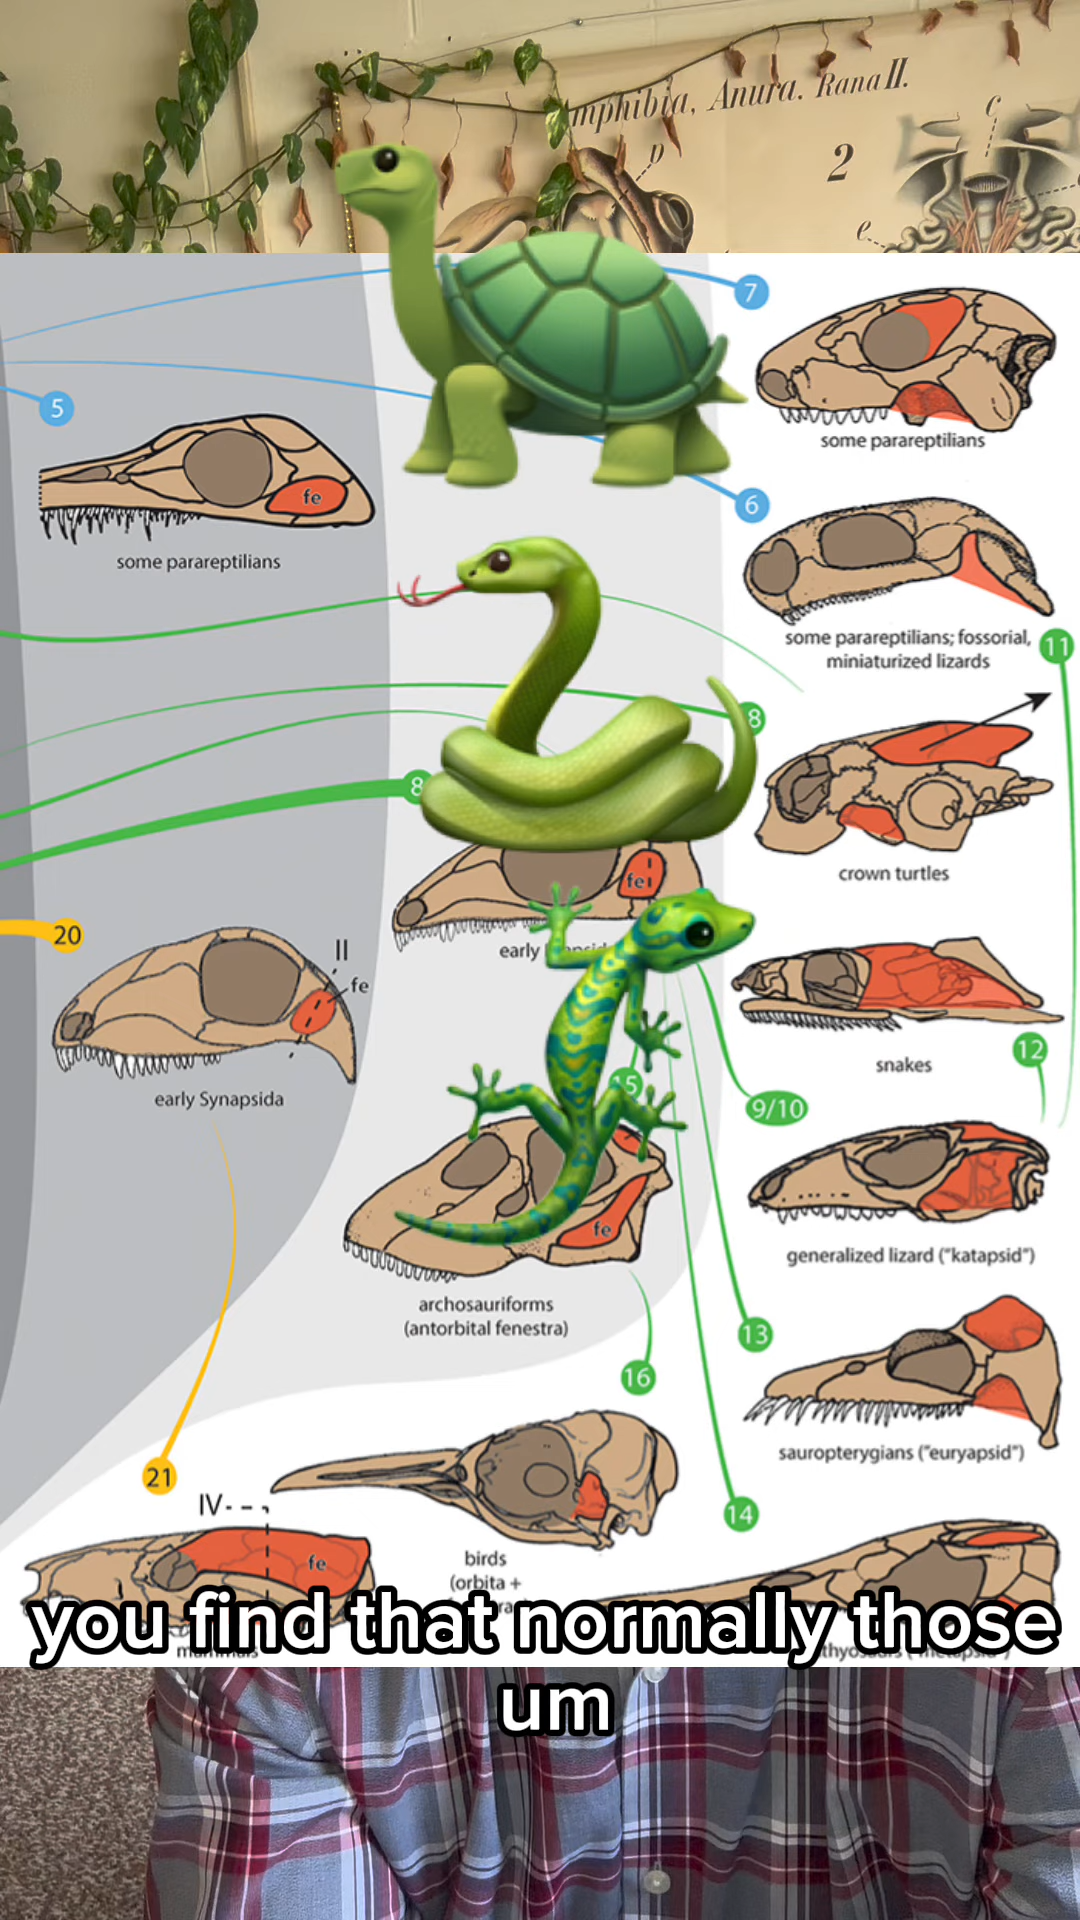 mphibia, Anura. Rana II.
p
2
c
e
7
5
fe
some parareptilians
some parareptilians
6
some parareptilians; fossorial,
miniaturized lizards
11
8
8
fe
crown turtles
20
II
fe
early
early Synapsida
snakes
12
15
9/10
fe
generalized lizard ("katapsid")
archosauriforms
(antorbital fenestra)
13
16
sauropterygians ("euryapsid")
21
IV
14
fe
birds
(orbita +
you find that normally those
um